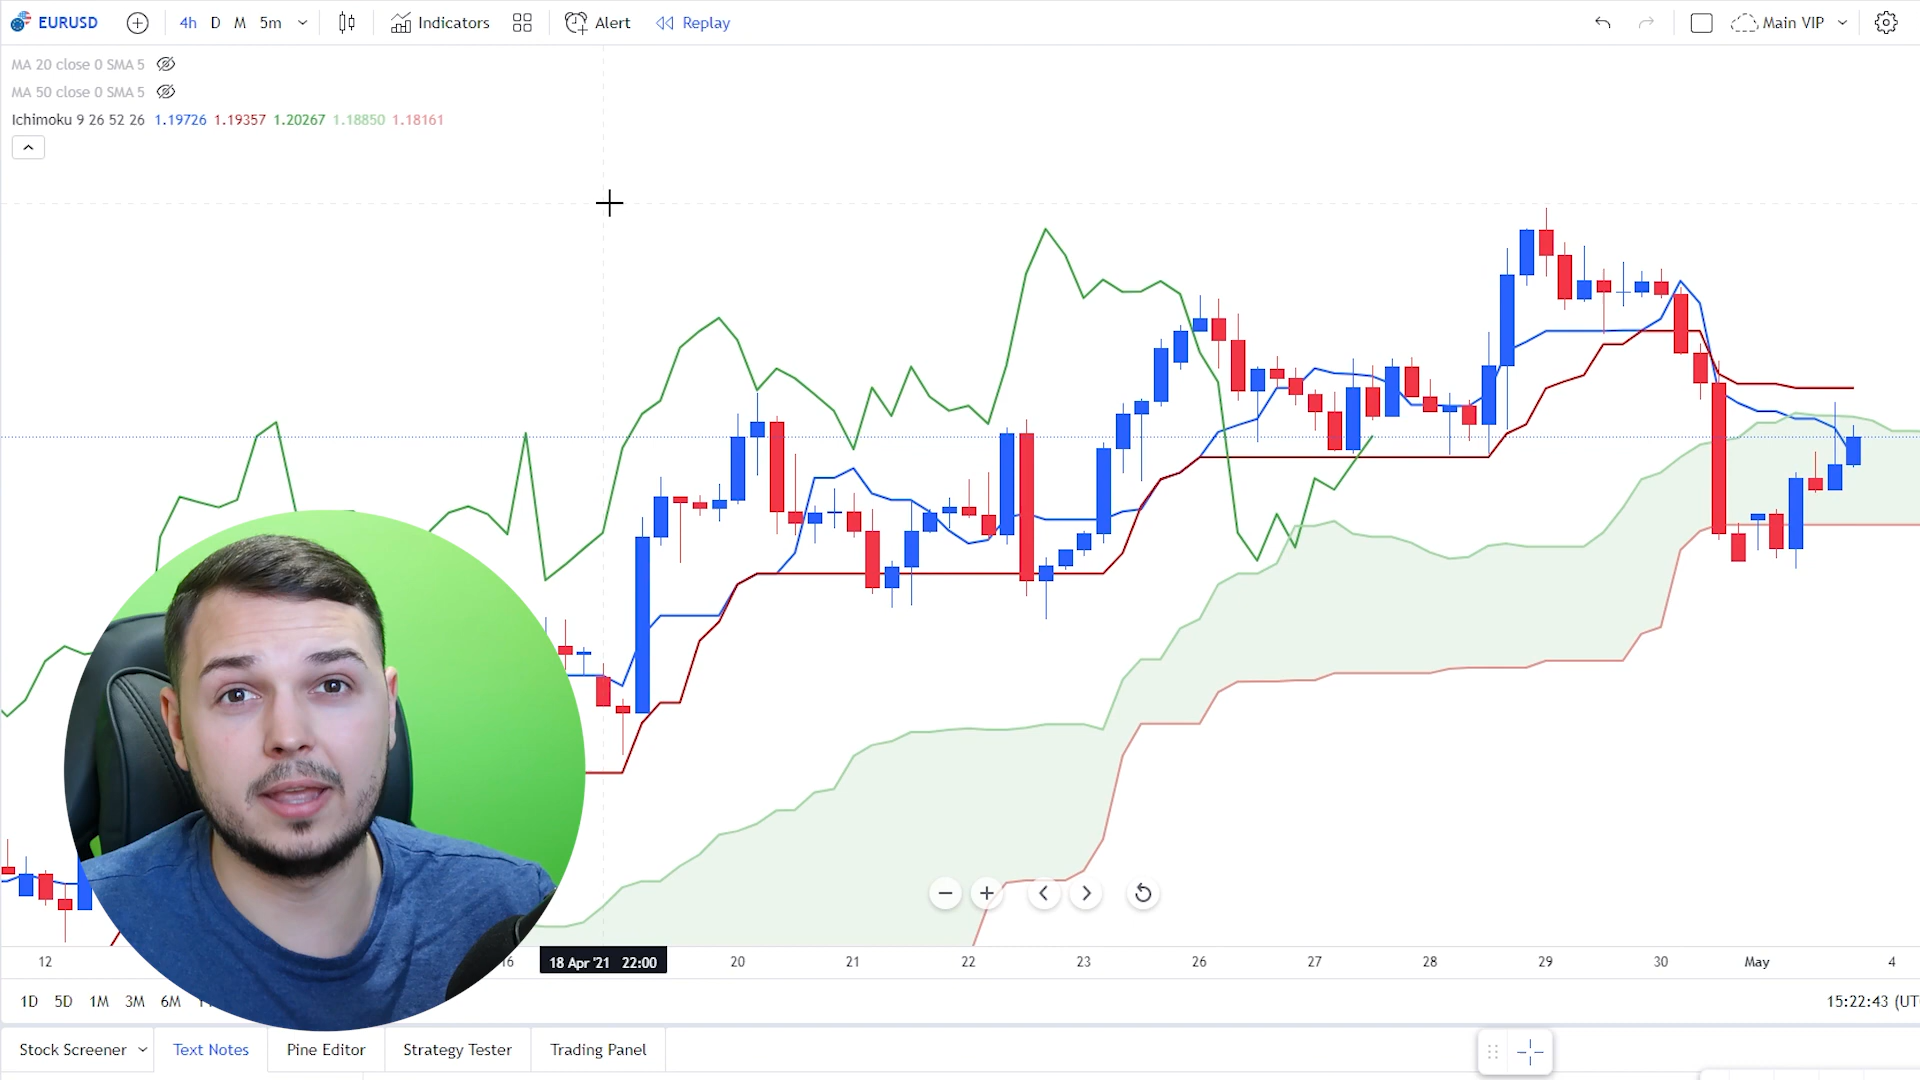 EURUSD 4h D M 5m Indicators Alert Replay Main VIP
MA 20 close 0 SMA 5
MA 50 close 0 SMA 5
Ichimoku 9 26 52 26 1.19726 1.19357 1.20267 1.18850 1.18161
12 18 Apr '21 22:00 20 21 22 23 26 27 28 29 30 May 4
1D 5D 1M 3M 6M 15:22:43 (UT
Stock Screener Text Notes Pine Editor Strategy Tester Trading Panel